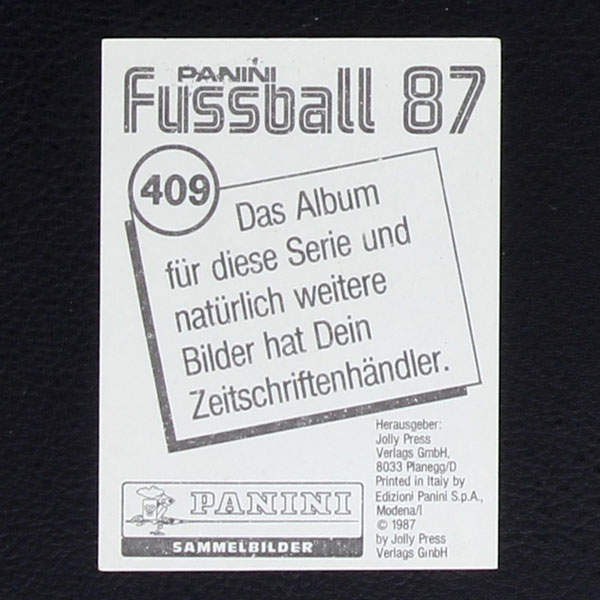 PANINI
Fussball 87
409
Das Album
für diese Serie und
natürlich weitere
Bilder hat Dein
Zeitschriftenhändler.
Herausgeber:
Jolly Press
Verlags GmbH,
8033 Planegg/D
Printed in Italy by
Edizioni Panini S.p.A.,
Modena/I
© 1987
by Jolly Press
Verlags GmbH
PANINI
SAMMELBILDER